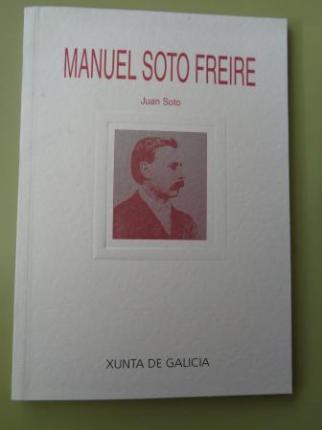 MANUEL SOTO FREIRE
Juan Soto
XUNTA DE GALICIA